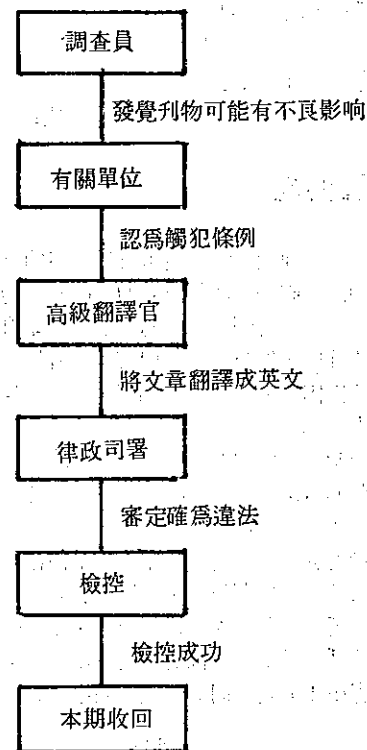 調查員
發覺刋物可能有不良影响
有關單位
認爲觸犯條例
高級翻譯官
將文章翻譯成英文
律政司署
審定確爲違法
檢控
檢控成功
本期收回